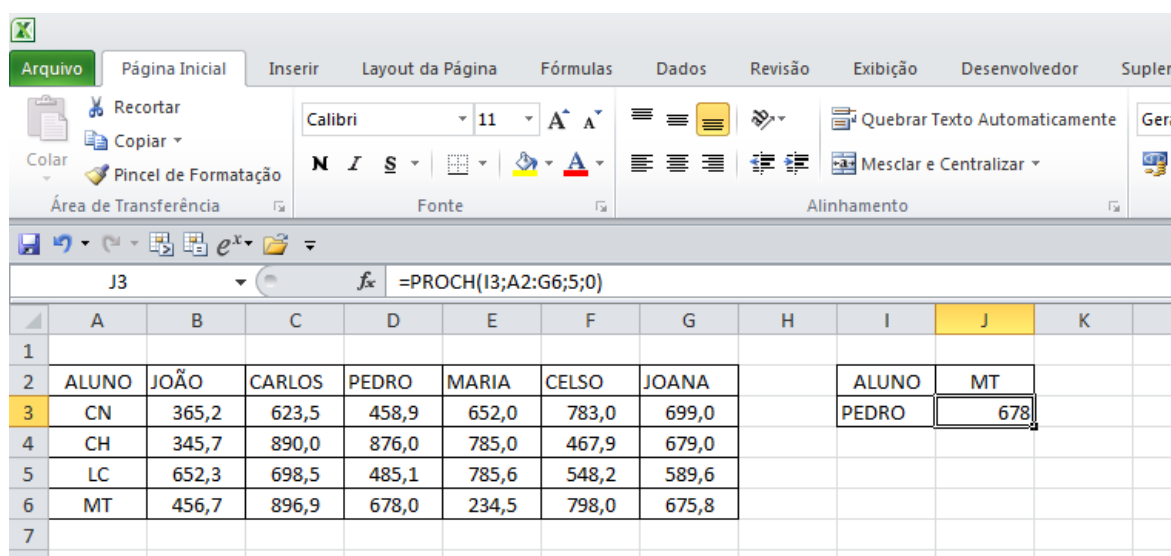 Arquivo Página Inicial Inserir Layout da Página Fórmulas Dados Revisão Exibição Desenvolvedor
Recortar
Copiar
Pincel de Formatação
Colar
Área de Transferência
Calibri 11 A A
N I S A
Fonte
Quebrar Texto Automaticamente
Mesclar e Centralizar
Alinhamento
J3 fx =PROCH(I3;A2:G6;5;0)
A B C D E F G H I J K
1
2 ALUNO JOÃO CARLOS PEDRO MARIA CELSO JOANA ALUNO MT
3 CN 365,2 623,5 458,9 652,0 783,0 699,0 PEDRO 678
4 CH 345,7 890,0 876,0 785,0 467,9 679,0
5 LC 652,3 698,5 485,1 785,6 548,2 589,6
6 MT 456,7 896,9 678,0 234,5 798,0 675,8
7